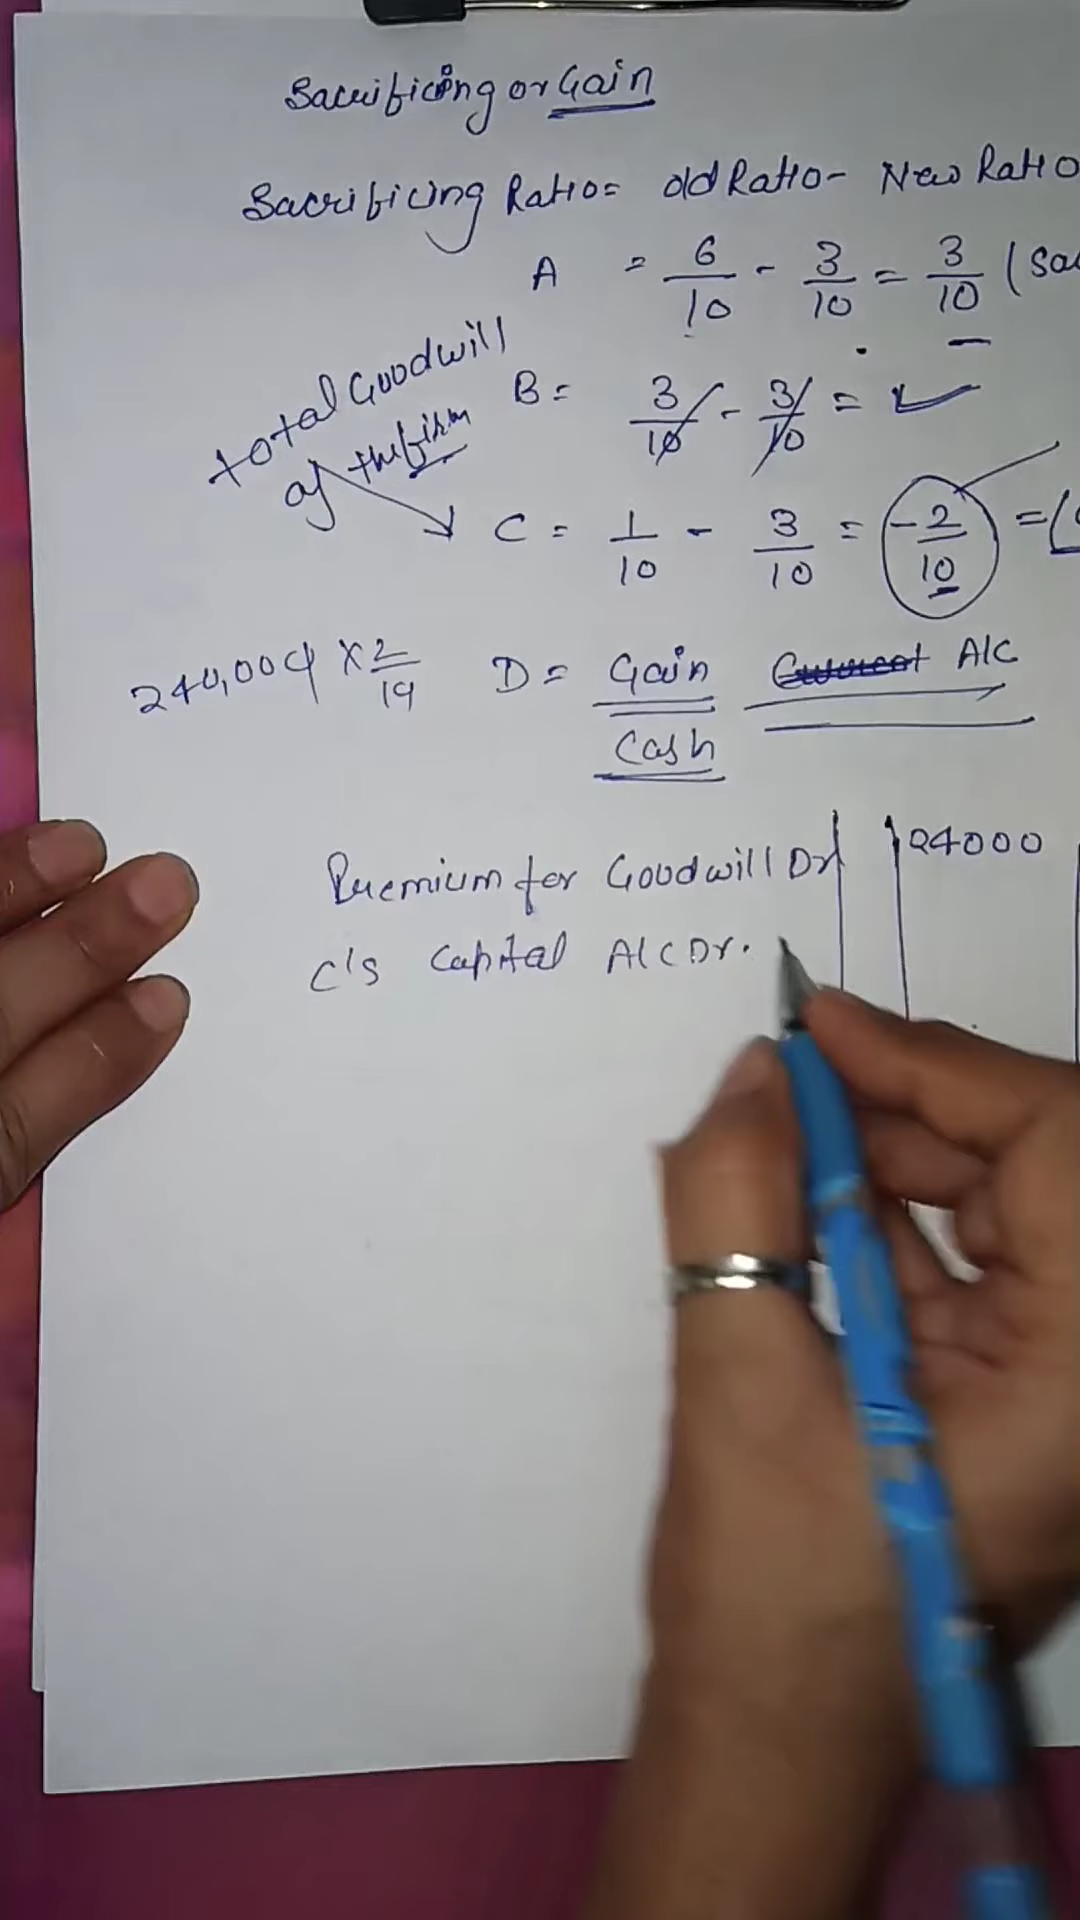 Sacrificing or Gain
Sacrificing Ratio= old Ratio- New Ratio
A = 6/10 - 3/10 = 3/10 (Sac
total Goodwill
of the firm
B= 3/10 - 3/10 =
C = 1/10 - 3/10 = -2/10 =(
240,000 x 2/10
D= Gain A/C
Cash
Premium for Goodwill Dr 24000
C's Capital A/C Dr.